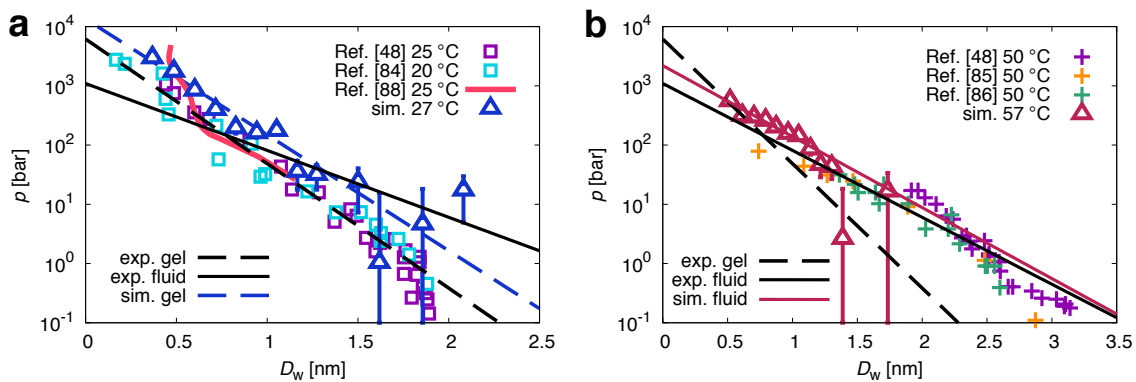 a
Ref. [48] 25 °C
Ref. [84] 20 °C
Ref. [88] 25 °C
sim. 27 °C
exp. gel
exp. fluid
sim. gel
p [bar]
10^4
10^3
10^2
10^1
10^0
10^-1
0 0.5 1 1.5 2 2.5
D_w [nm]
b
Ref. [48] 50 °C
Ref. [85] 50 °C
Ref. [86] 50 °C
sim. 57 °C
exp. gel
exp. fluid
sim. fluid
p [bar]
10^4
10^3
10^2
10^1
10^0
10^-1
0 0.5 1 1.5 2 2.5 3 3.5
D_w [nm]